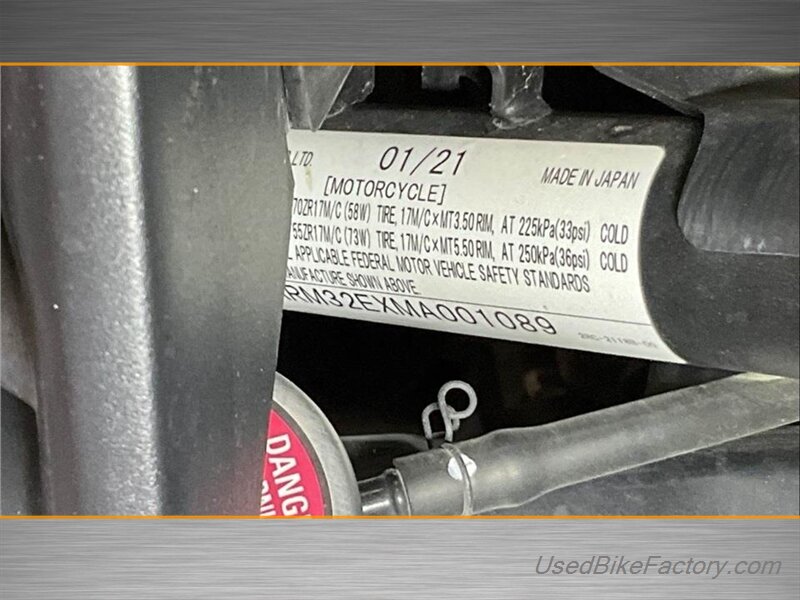 LTD. 01/21 MADE IN JAPAN
[MOTORCYCLE]
70ZR17M/C (58W) TIRE, 17M/C×MT3.50 RIM, AT 225kPa(33psi) COLD
55ZR17M/C (73W) TIRE, 17M/C×MT5.50 RIM, AT 250kPa(36psi) COLD
L APPLICABLE FEDERAL MOTOR VEHICLE SAFETY STANDARDS
ANUFACTURE SHOWN ABOVE.
RM32EXMA001089
DANG
UsedBikeFactory.com